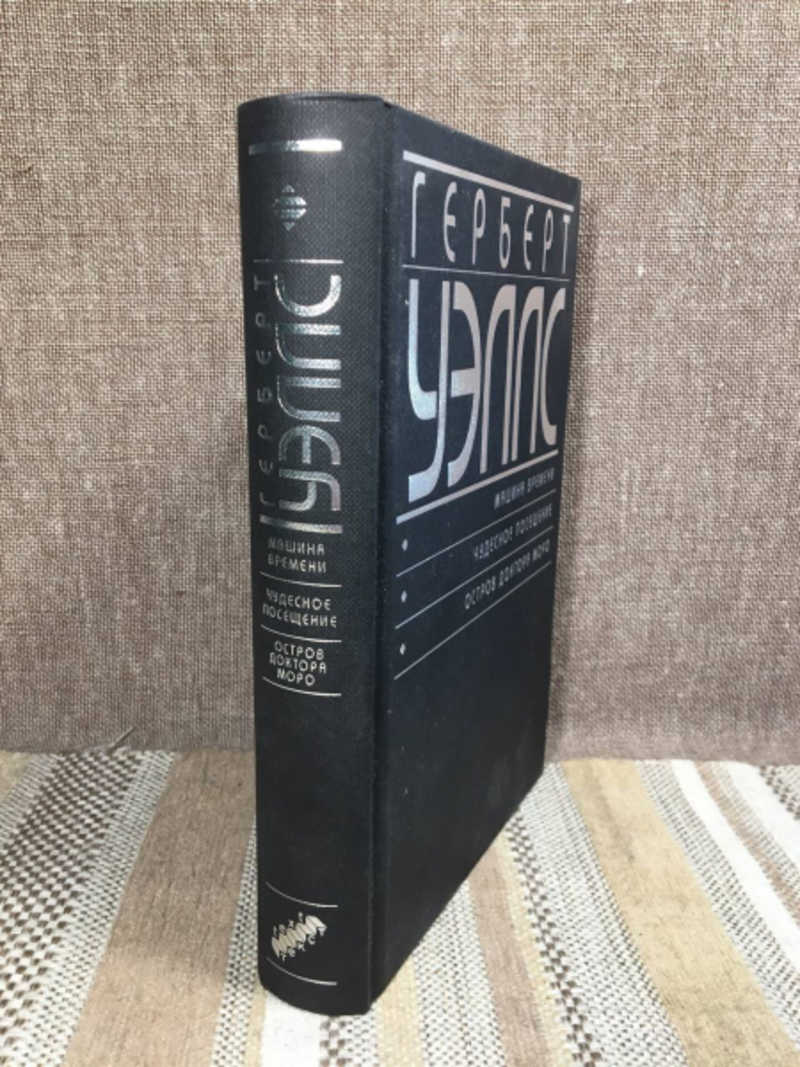 ГЕРБЕРТ
УЭЛЛС
МАШИНА
ВРЕМЕНИ
ЧУДЕСНОЕ
ПОСЕЩЕНИЕ
ОСТРОВ
ДОКТОРА
МОРО
ГЕРБЕРТ
УЭЛЛС
МАШИНА ВРЕМЕНИ
ЧУДЕСНОЕ ПОСЕЩЕНИЕ
ОСТРОВ ДОКТОРА МОРО